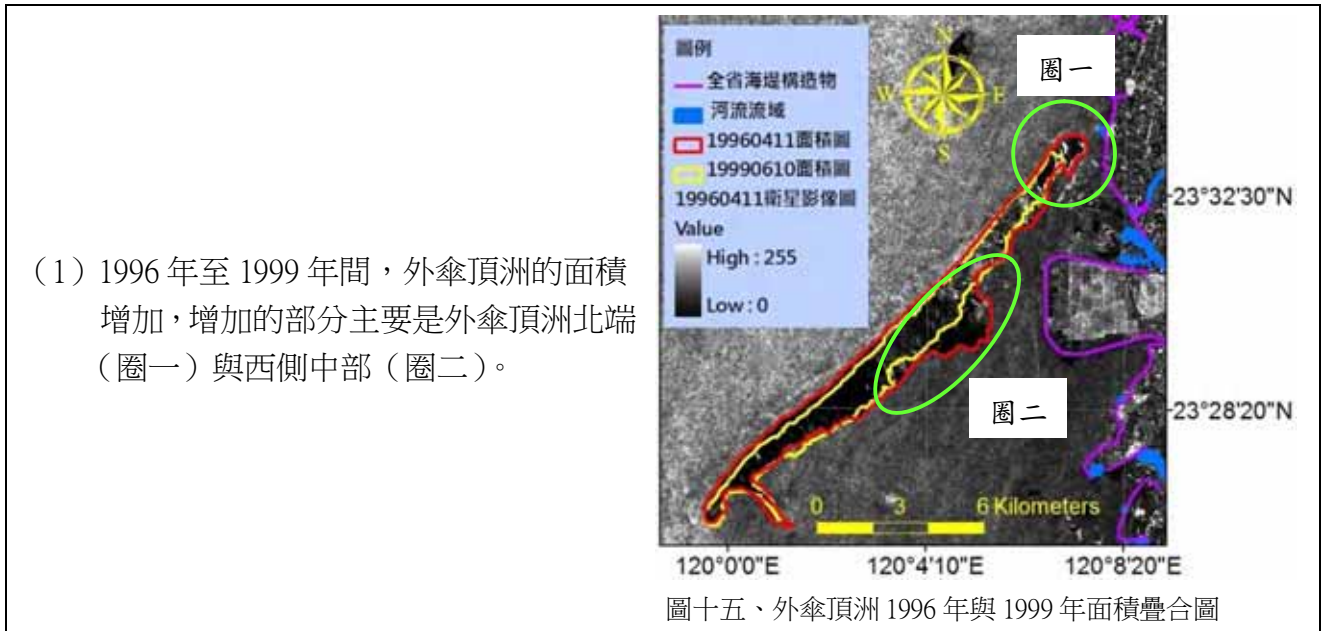 (1)1996 年至 1999 年間，外傘頂洲的面積
增加，增加的部分主要是外傘頂洲北端
(圈一)與西側中部(圈二)。
圖例
全省海堤構造物
河流流域
19960411面積圖
19990610面積圖
19960411衛星影像圖
Value
High : 255
Low : 0
N
W
E
S
圈一
圈二
23°32'30"N
23°28'20"N
0 3 6 Kilometers
120°0'0"E 120°4'10"E 120°8'20"E
圖十五、外傘頂洲 1996 年與 1999 年面積疊合圖